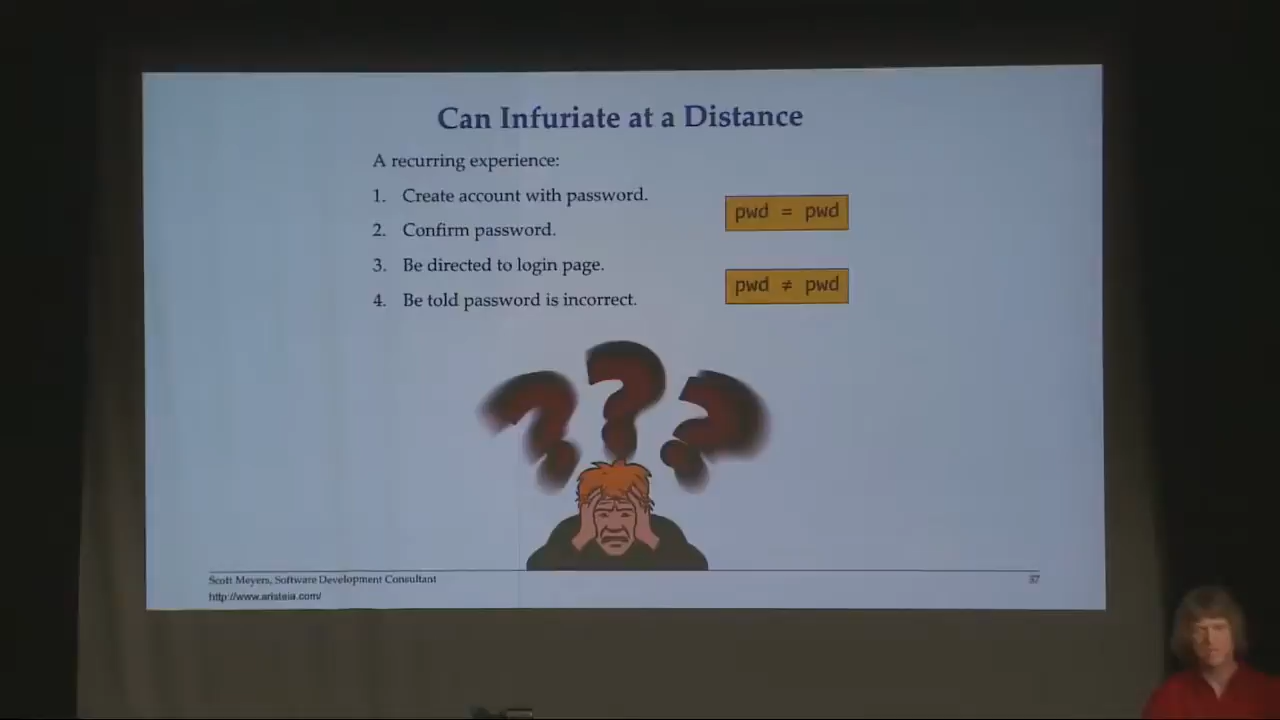 Can Infuriate at a Distance
A recurring experience:
1. Create account with password.
2. Confirm password.
3. Be directed to login page.
4. Be told password is incorrect.
pwd = pwd
pwd ≠ pwd
???
Scott Meyers, Software Development Consultant
http://www.aristeia.com/
37